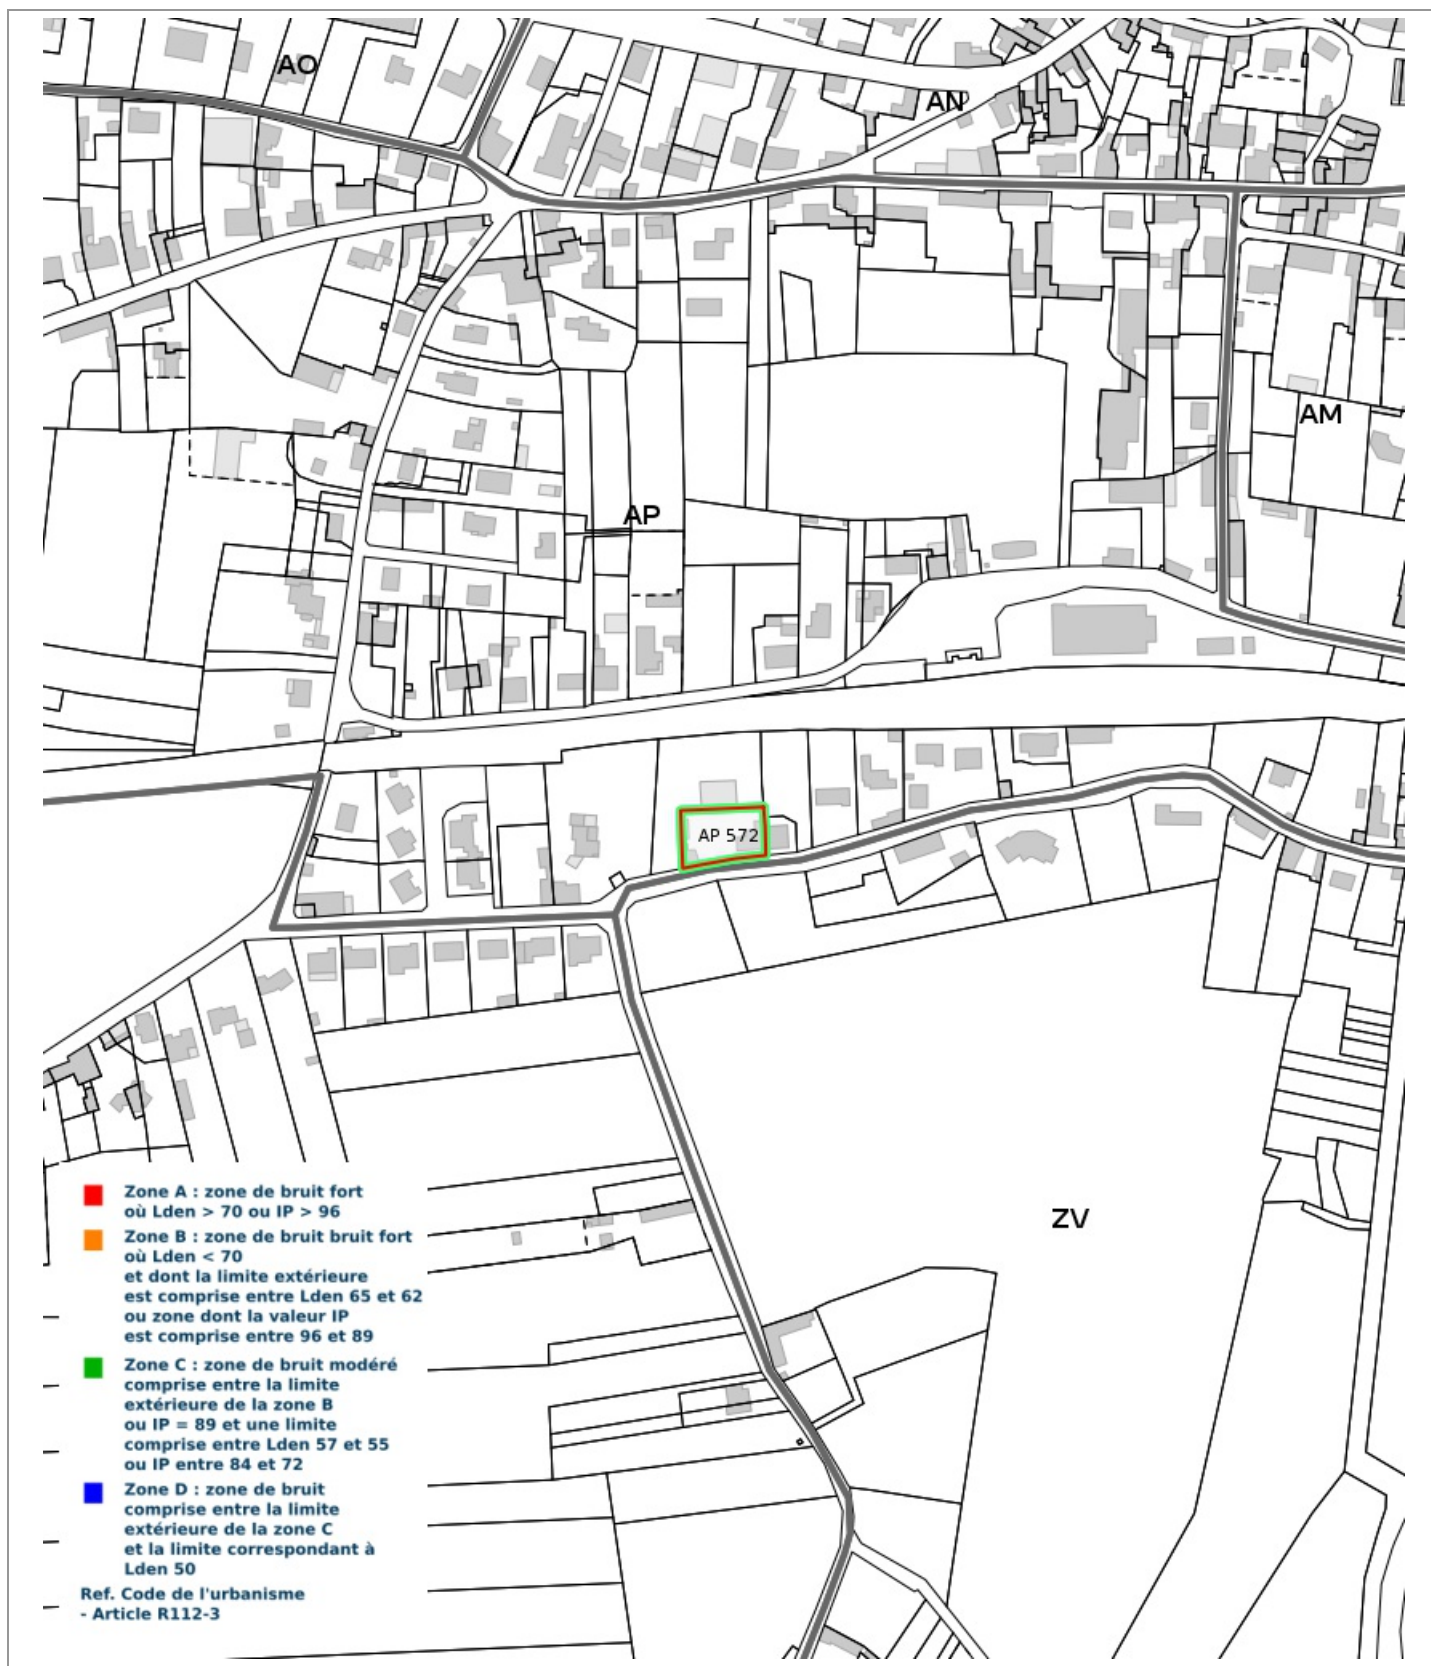 AO
AN
AM
AP
AP 572
ZV
Zone A : zone de bruit fort
où Lden > 70 ou IP > 96
Zone B : zone de bruit bruit fort
où Lden < 70
et dont la limite extérieure
est comprise entre Lden 65 et 62
ou zone dont la valeur IP
est comprise entre 96 et 89
Zone C : zone de bruit modéré
comprise entre la limite
extérieure de la zone B
ou IP = 89 et une limite
comprise entre Lden 57 et 55
ou IP entre 84 et 72
Zone D : zone de bruit
comprise entre la limite
extérieure de la zone C
et la limite correspondant à
Lden 50
Ref. Code de l'urbanisme
- Article R112-3